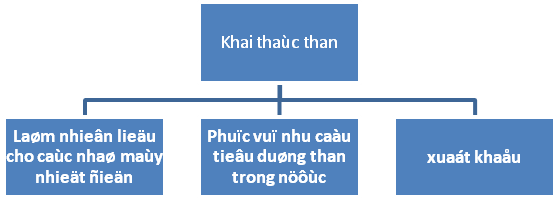 Khai thaùc than
Laøm nhieân lieäu
cho caùc nhaø maùy
nhieät ñieän
Phuïc vuï nhu caàu
tieâu duøng than
trong nöôùc
xuaát khaåu